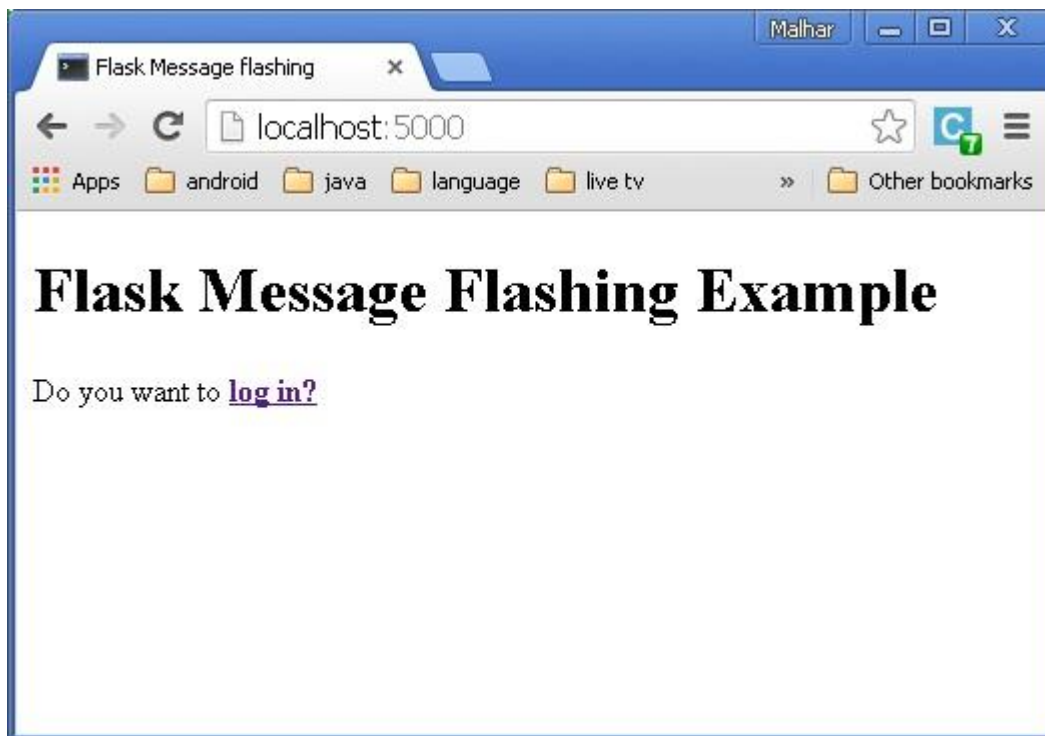 Malhar
Flask Message flashing
localhost:5000
C 7
Apps android java language live tv » Other bookmarks
Flask Message Flashing Example
Do you want to log in?